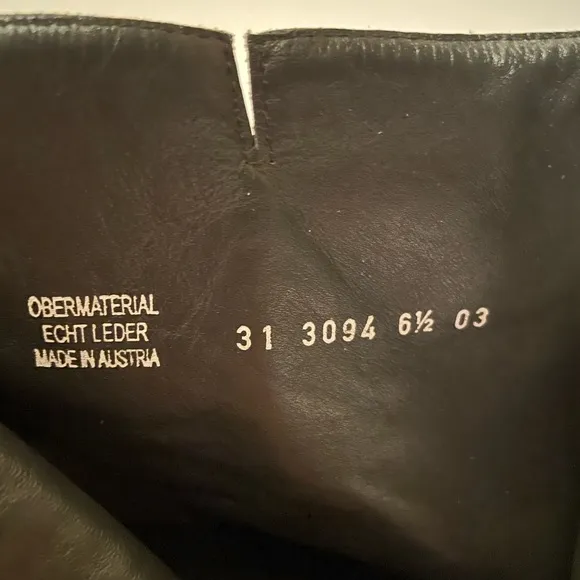 OBERMATERIAL
ECHT LEDER
MADE IN AUSTRIA
31 3094 6½ 03